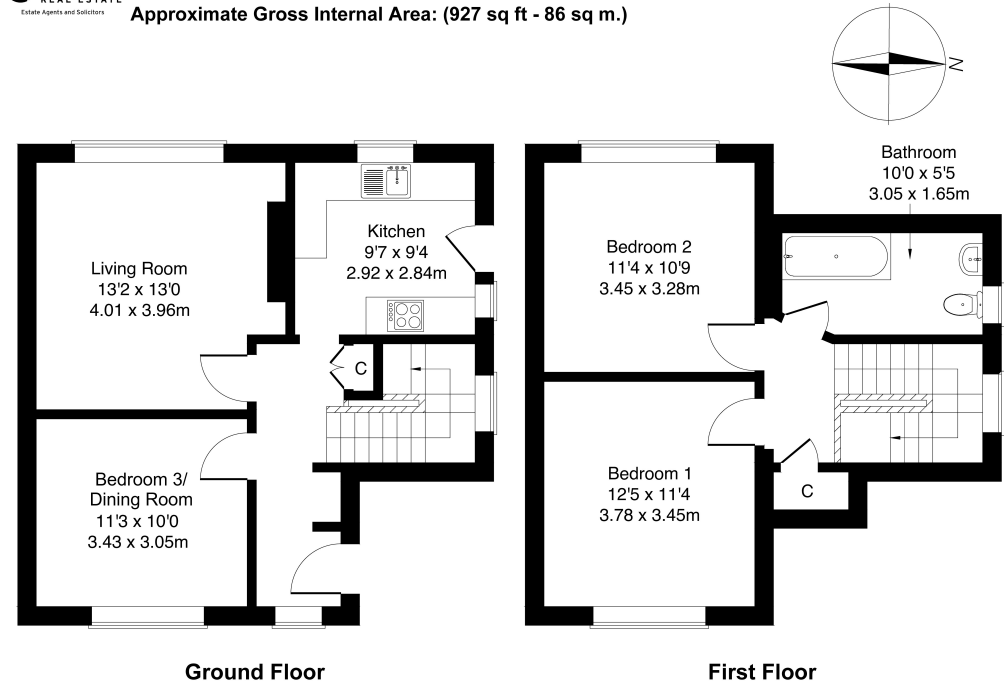 REAL ESTATE
Estate Agents and Solicitors
Approximate Gross Internal Area: (927 sq ft - 86 sq m.)
N
Bathroom
10'0 x 5'5
3.05 x 1.65m
Kitchen
9'7 x 9'4
2.92 x 2.84m
Living Room
13'2 x 13'0
4.01 x 3.96m
Bedroom 2
11'4 x 10'9
3.45 x 3.28m
C
Bedroom 3/
Dining Room
11'3 x 10'0
3.43 x 3.05m
Bedroom 1
12'5 x 11'4
3.78 x 3.45m
C
Ground Floor
First Floor